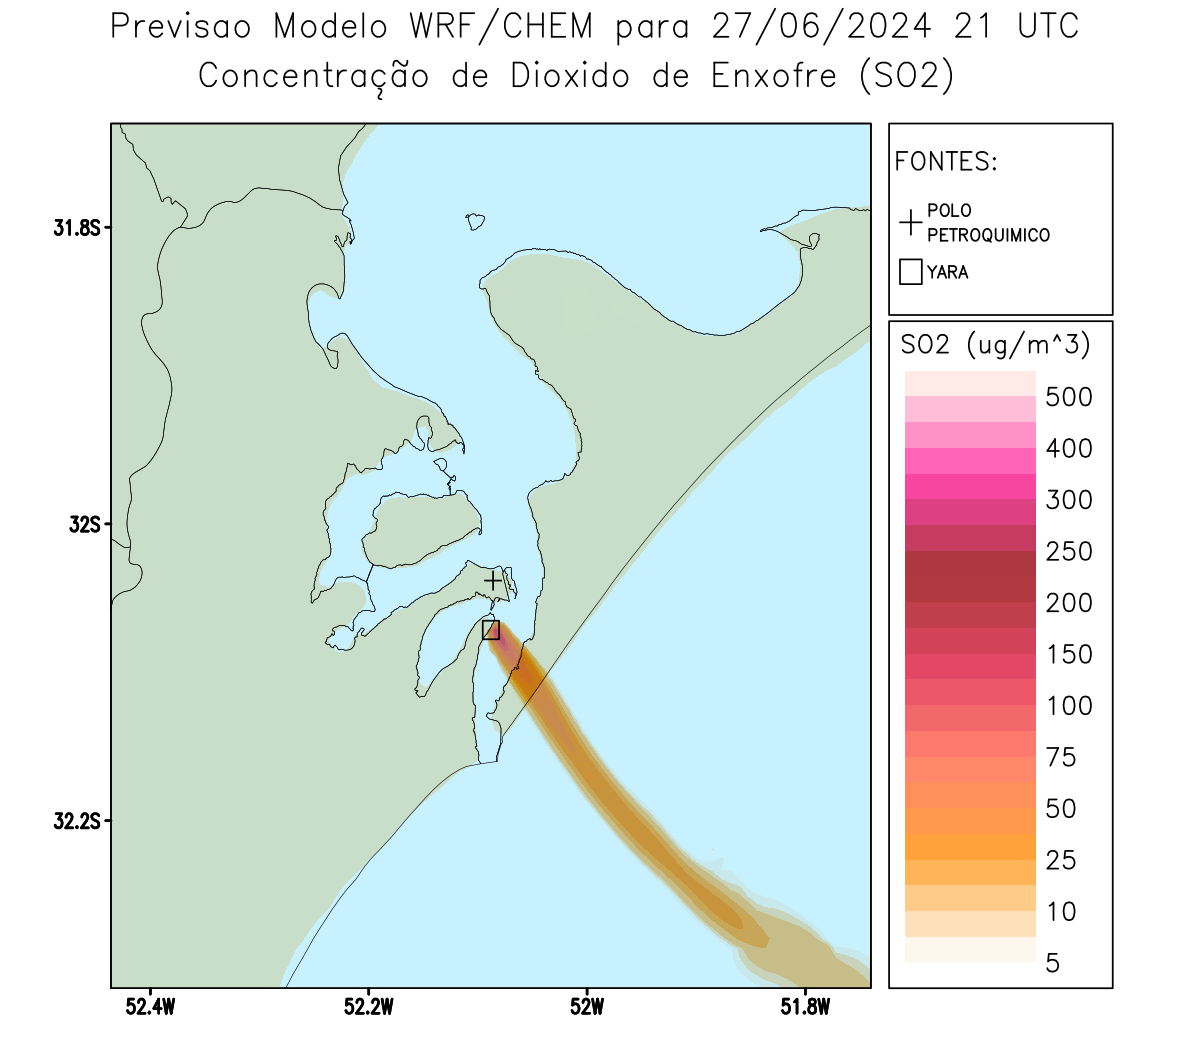 Previsao Modelo WRF/CHEM para 27/06/2024 21 UTC
Concentração de Dioxido de Enxofre (SO2)
FONTES:
POLO
PETROQUIMICO
YARA
31.8S
32S
32.2S
52.4W
52.2W
52W
51.8W
SO2 (ug/m^3)
500
400
300
250
200
150
100
75
50
25
10
5